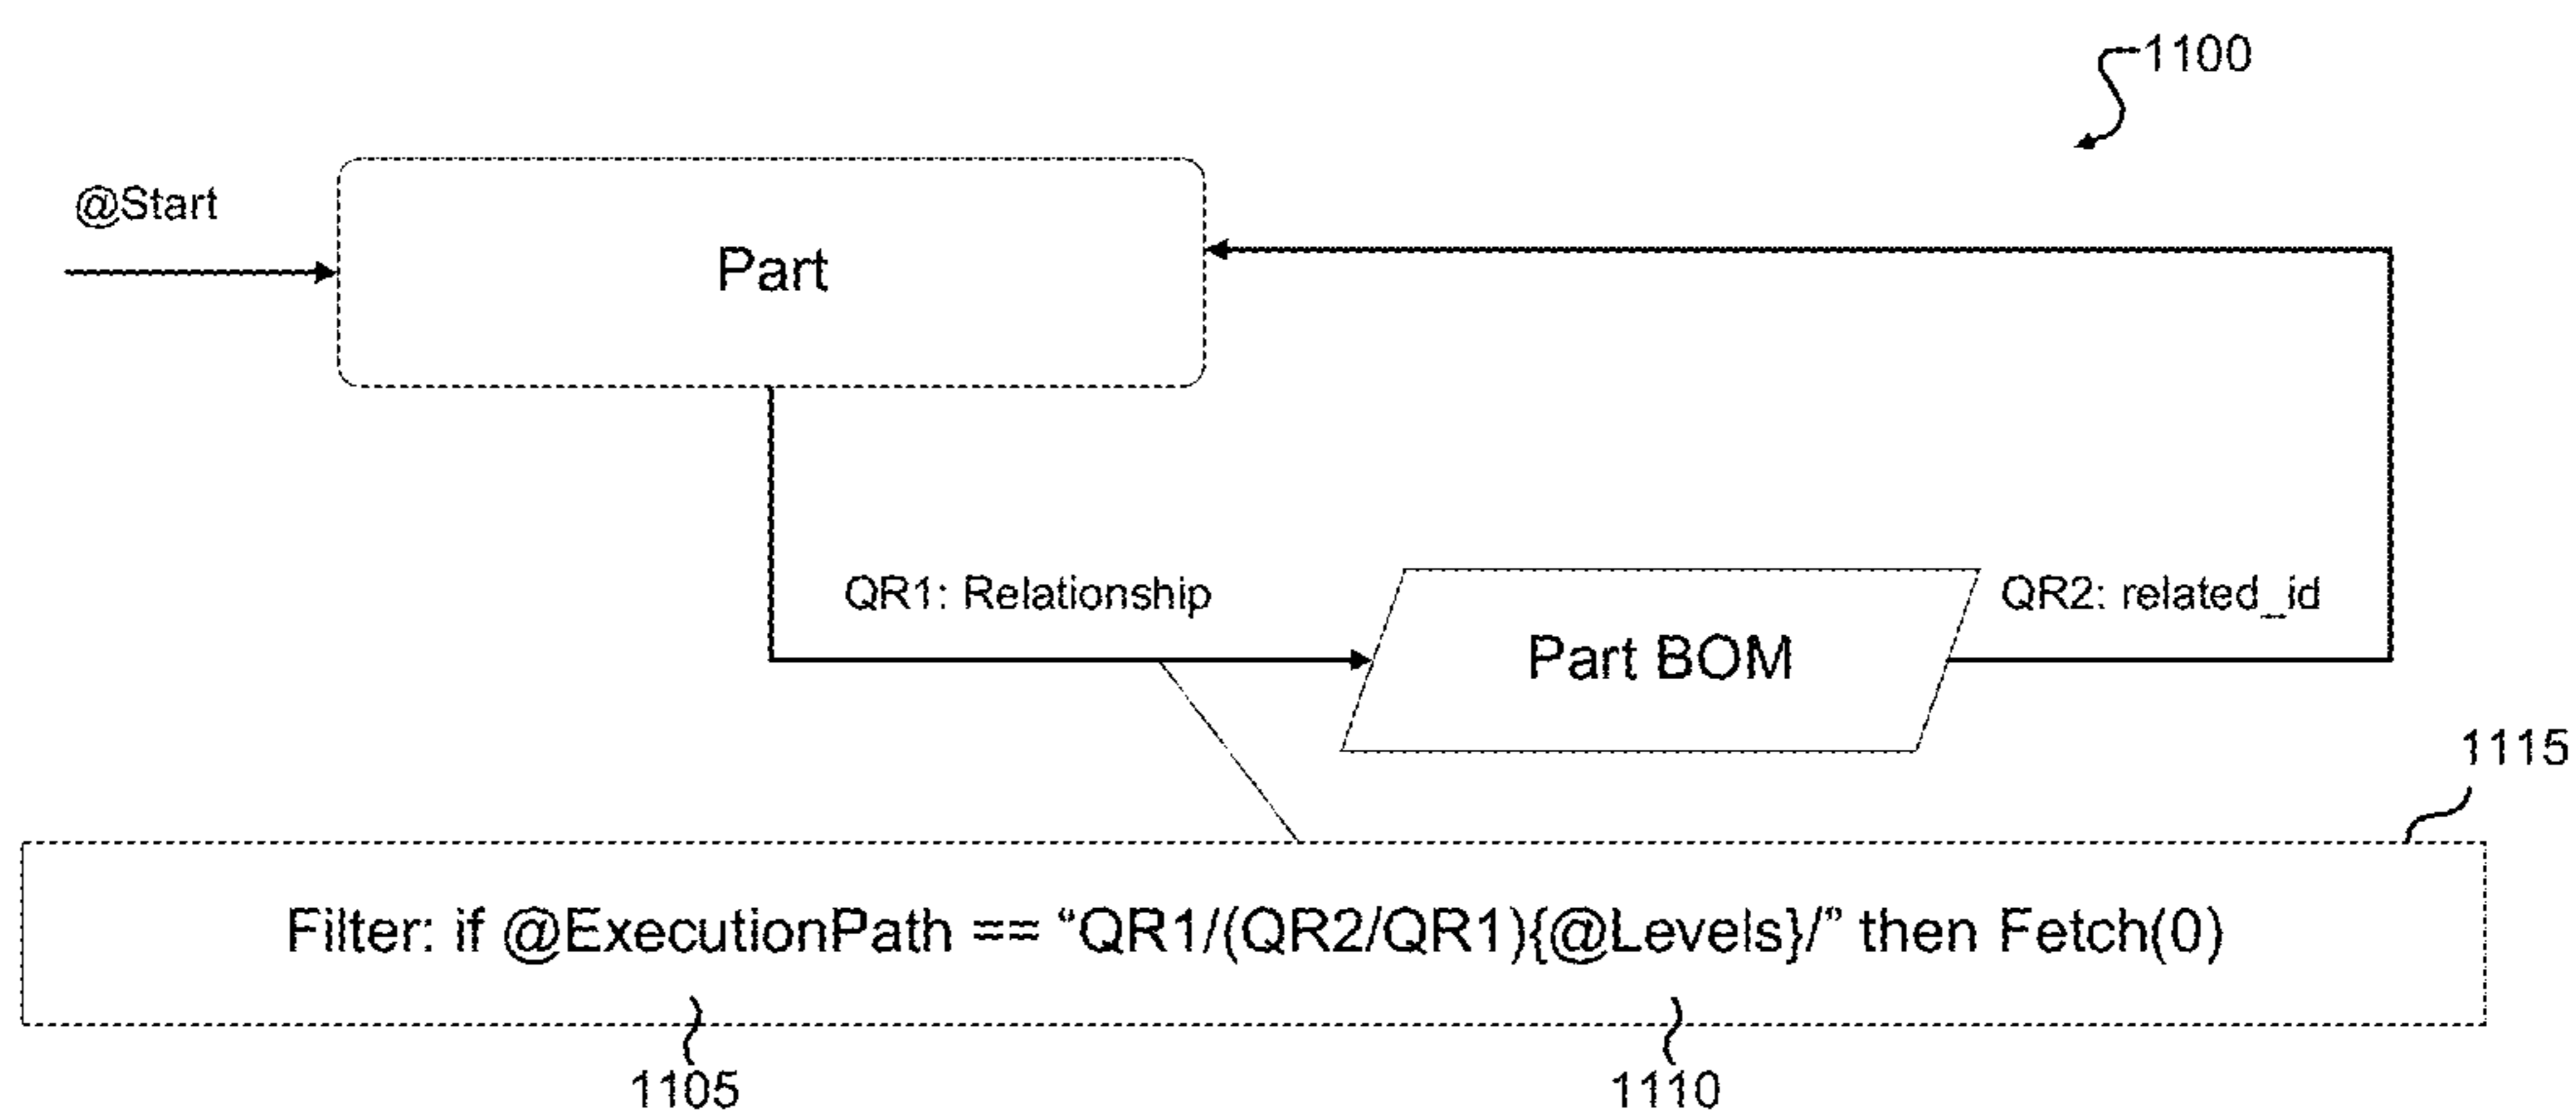 1100
@Start
Part
QR1: Relationship
Part BOM
QR2: related_id
1115
Filter: if @ExecutionPath == “QR1/(QR2/QR1){@Levels}/” then Fetch(0)
1105
1110